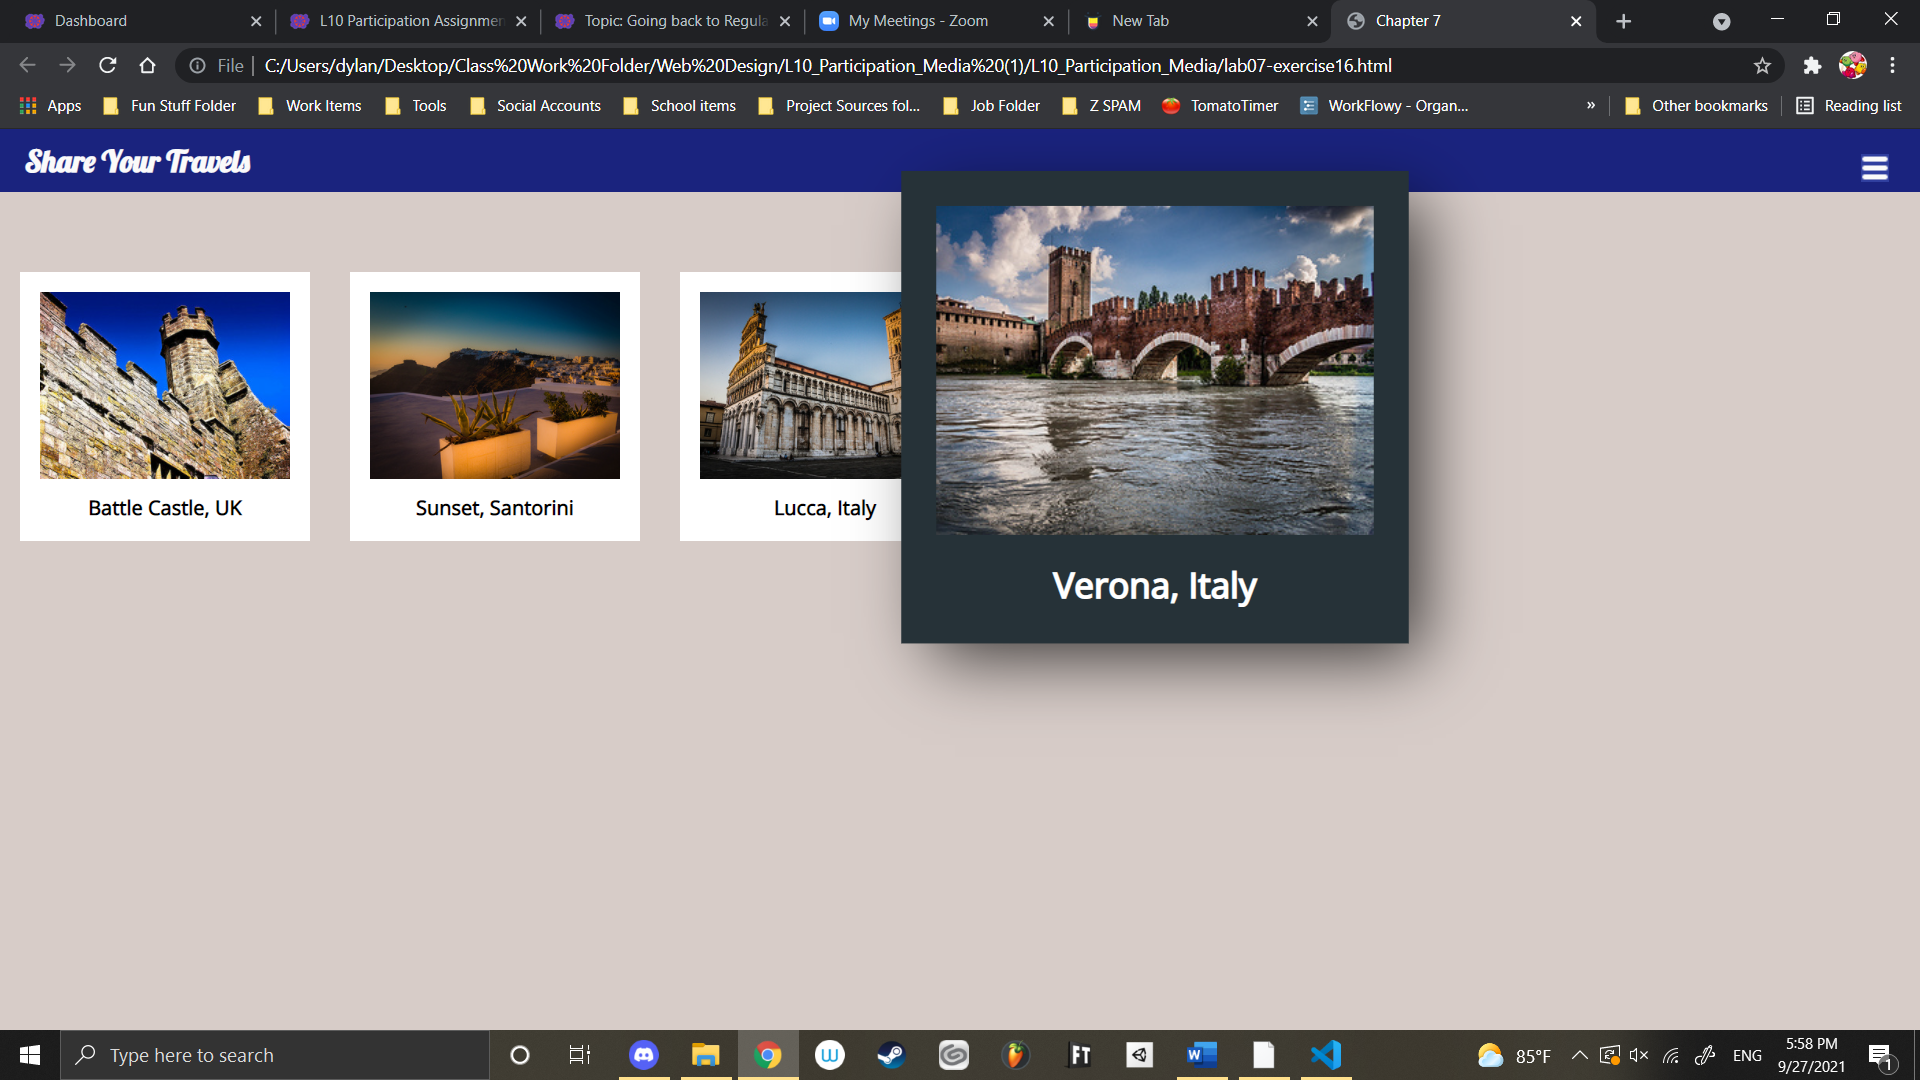 Dashboard
L10 Participation Assignmen
Topic: Going back to Regula
My Meetings - Zoom
New Tab
Chapter 7
File
C:/Users/dylan/Desktop/Class%20Work%20Folder/Web%20Design/L10_Participation_Media%20(1)/L10_Participation_Media/lab07-exercise16.html
Apps
Fun Stuff Folder
Work Items
Tools
Social Accounts
School items
Project Sources fol...
Job Folder
Z SPAM
TomatoTimer
WorkFlowy - Organ...
»
Other bookmarks
Reading list
Share Your Travels
Battle Castle, UK
Sunset, Santorini
Lucca, Italy
Verona, Italy
Type here to search
85°F
ENG
5:58 PM
9/27/2021
1